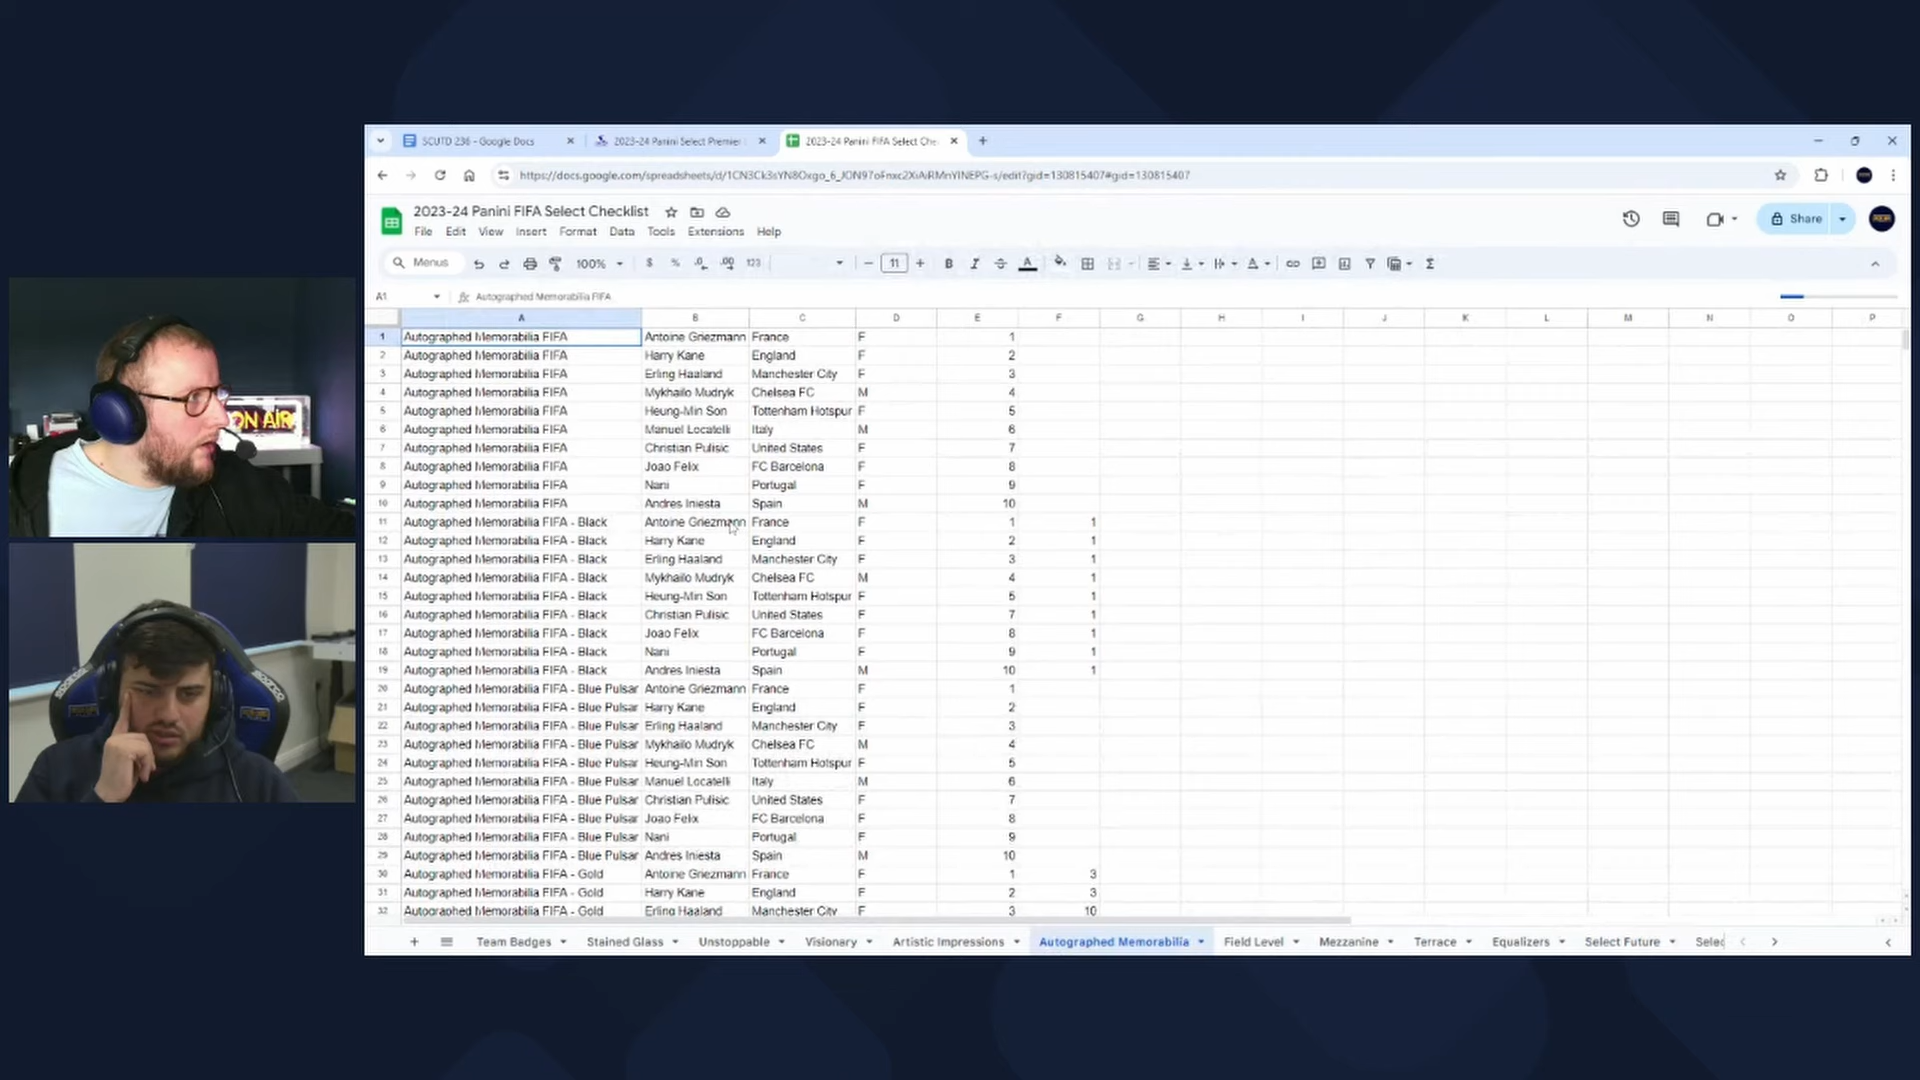 SCUTD 236 - Google Docs
2023-24 Panini Select Premier
2023-24 Panini FIFA Select Che
2023-24 Panini FIFA Select Checklist
File Edit View Insert Format Data Tools Extensions Help
Share
Menus 100% $ % .0 .00 123 11
A1 Autographed Memorabilia FIFA
A B C D E F G H I J K L M N O P
1 Autographed Memorabilia FIFA Antoine Griezmann France F 1
2 Autographed Memorabilia FIFA Harry Kane England F 2
3 Autographed Memorabilia FIFA Erling Haaland Manchester City F 3
4 Autographed Memorabilia FIFA Mykhailo Mudryk Chelsea FC M 4
5 Autographed Memorabilia FIFA Heung-Min Son Tottenham Hotspur F 5
6 Autographed Memorabilia FIFA Manuel Locatelli Italy M 6
7 Autographed Memorabilia FIFA Christian Pulisic United States F 7
8 Autographed Memorabilia FIFA Joao Felix FC Barcelona F 8
9 Autographed Memorabilia FIFA Nani Portugal F 9
10 Autographed Memorabilia FIFA Andres Iniesta Spain M 10
11 Autographed Memorabilia FIFA - Black Antoine Griezmann France F 1 1
12 Autographed Memorabilia FIFA - Black Harry Kane England F 2 1
13 Autographed Memorabilia FIFA - Black Erling Haaland Manchester City F 3 1
14 Autographed Memorabilia FIFA - Black Mykhailo Mudryk Chelsea FC M 4 1
15 Autographed Memorabilia FIFA - Black Heung-Min Son Tottenham Hotspur F 5 1
16 Autographed Memorabilia FIFA - Black Christian Pulisic United States F 7 1
17 Autographed Memorabilia FIFA - Black Joao Felix FC Barcelona F 8 1
18 Autographed Memorabilia FIFA - Black Nani Portugal F 9 1
19 Autographed Memorabilia FIFA - Black Andres Iniesta Spain M 10 1
20 Autographed Memorabilia FIFA - Blue Pulsar Antoine Griezmann France F 1
21 Autographed Memorabilia FIFA - Blue Pulsar Harry Kane England F 2
22 Autographed Memorabilia FIFA - Blue Pulsar Erling Haaland Manchester City F 3
23 Autographed Memorabilia FIFA - Blue Pulsar Mykhailo Mudryk Chelsea FC M 4
24 Autographed Memorabilia FIFA - Blue Pulsar Heung-Min Son Tottenham Hotspur F 5
25 Autographed Memorabilia FIFA - Blue Pulsar Manuel Locatelli Italy M 6
26 Autographed Memorabilia FIFA - Blue Pulsar Christian Pulisic United States F 7
27 Autographed Memorabilia FIFA - Blue Pulsar Joao Felix FC Barcelona F 8
28 Autographed Memorabilia FIFA - Blue Pulsar Nani Portugal F 9
29 Autographed Memorabilia FIFA - Blue Pulsar Andres Iniesta Spain M 10
30 Autographed Memorabilia FIFA - Gold Antoine Griezmann France F 1 3
31 Autographed Memorabilia FIFA - Gold Harry Kane England F 2 3
32 Autographed Memorabilia FIFA - Gold Erling Haaland Manchester City F 3 10
Team Badges Stained Glass Unstoppable Visionary Artistic Impressions Autographed Memorabilia Field Level Mezzanine Terrace Equalizers Select Future Selec
ON AIR